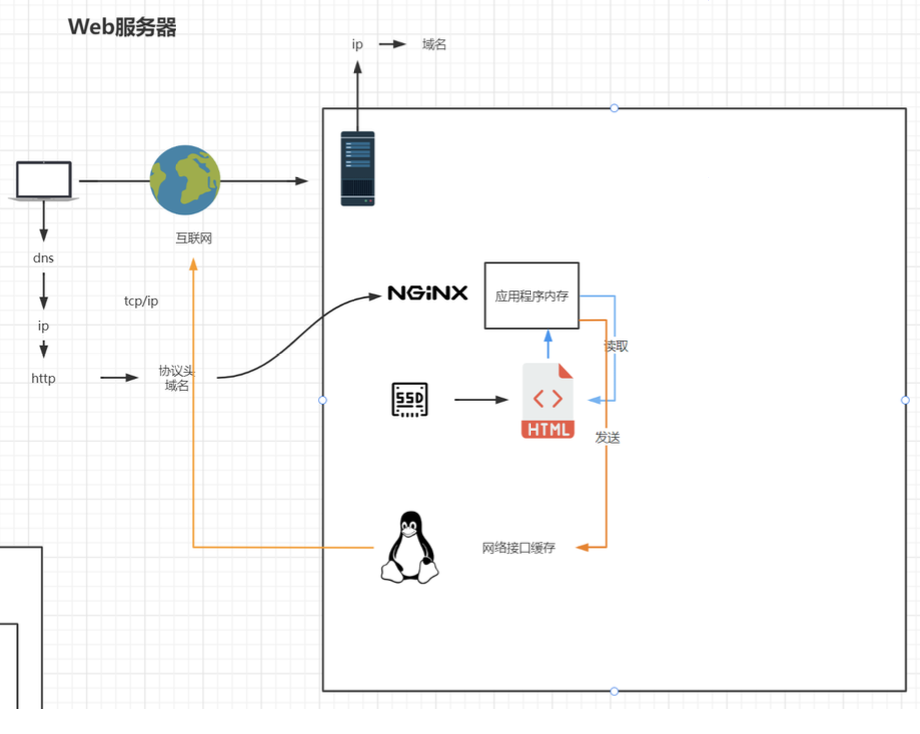 Web服务器
ip
域名
互联网
dns
ip
http
tcp/ip
协议头
域名
NGiNX
应用程序内存
读取
SSD
HTML
发送
网络接口缓存